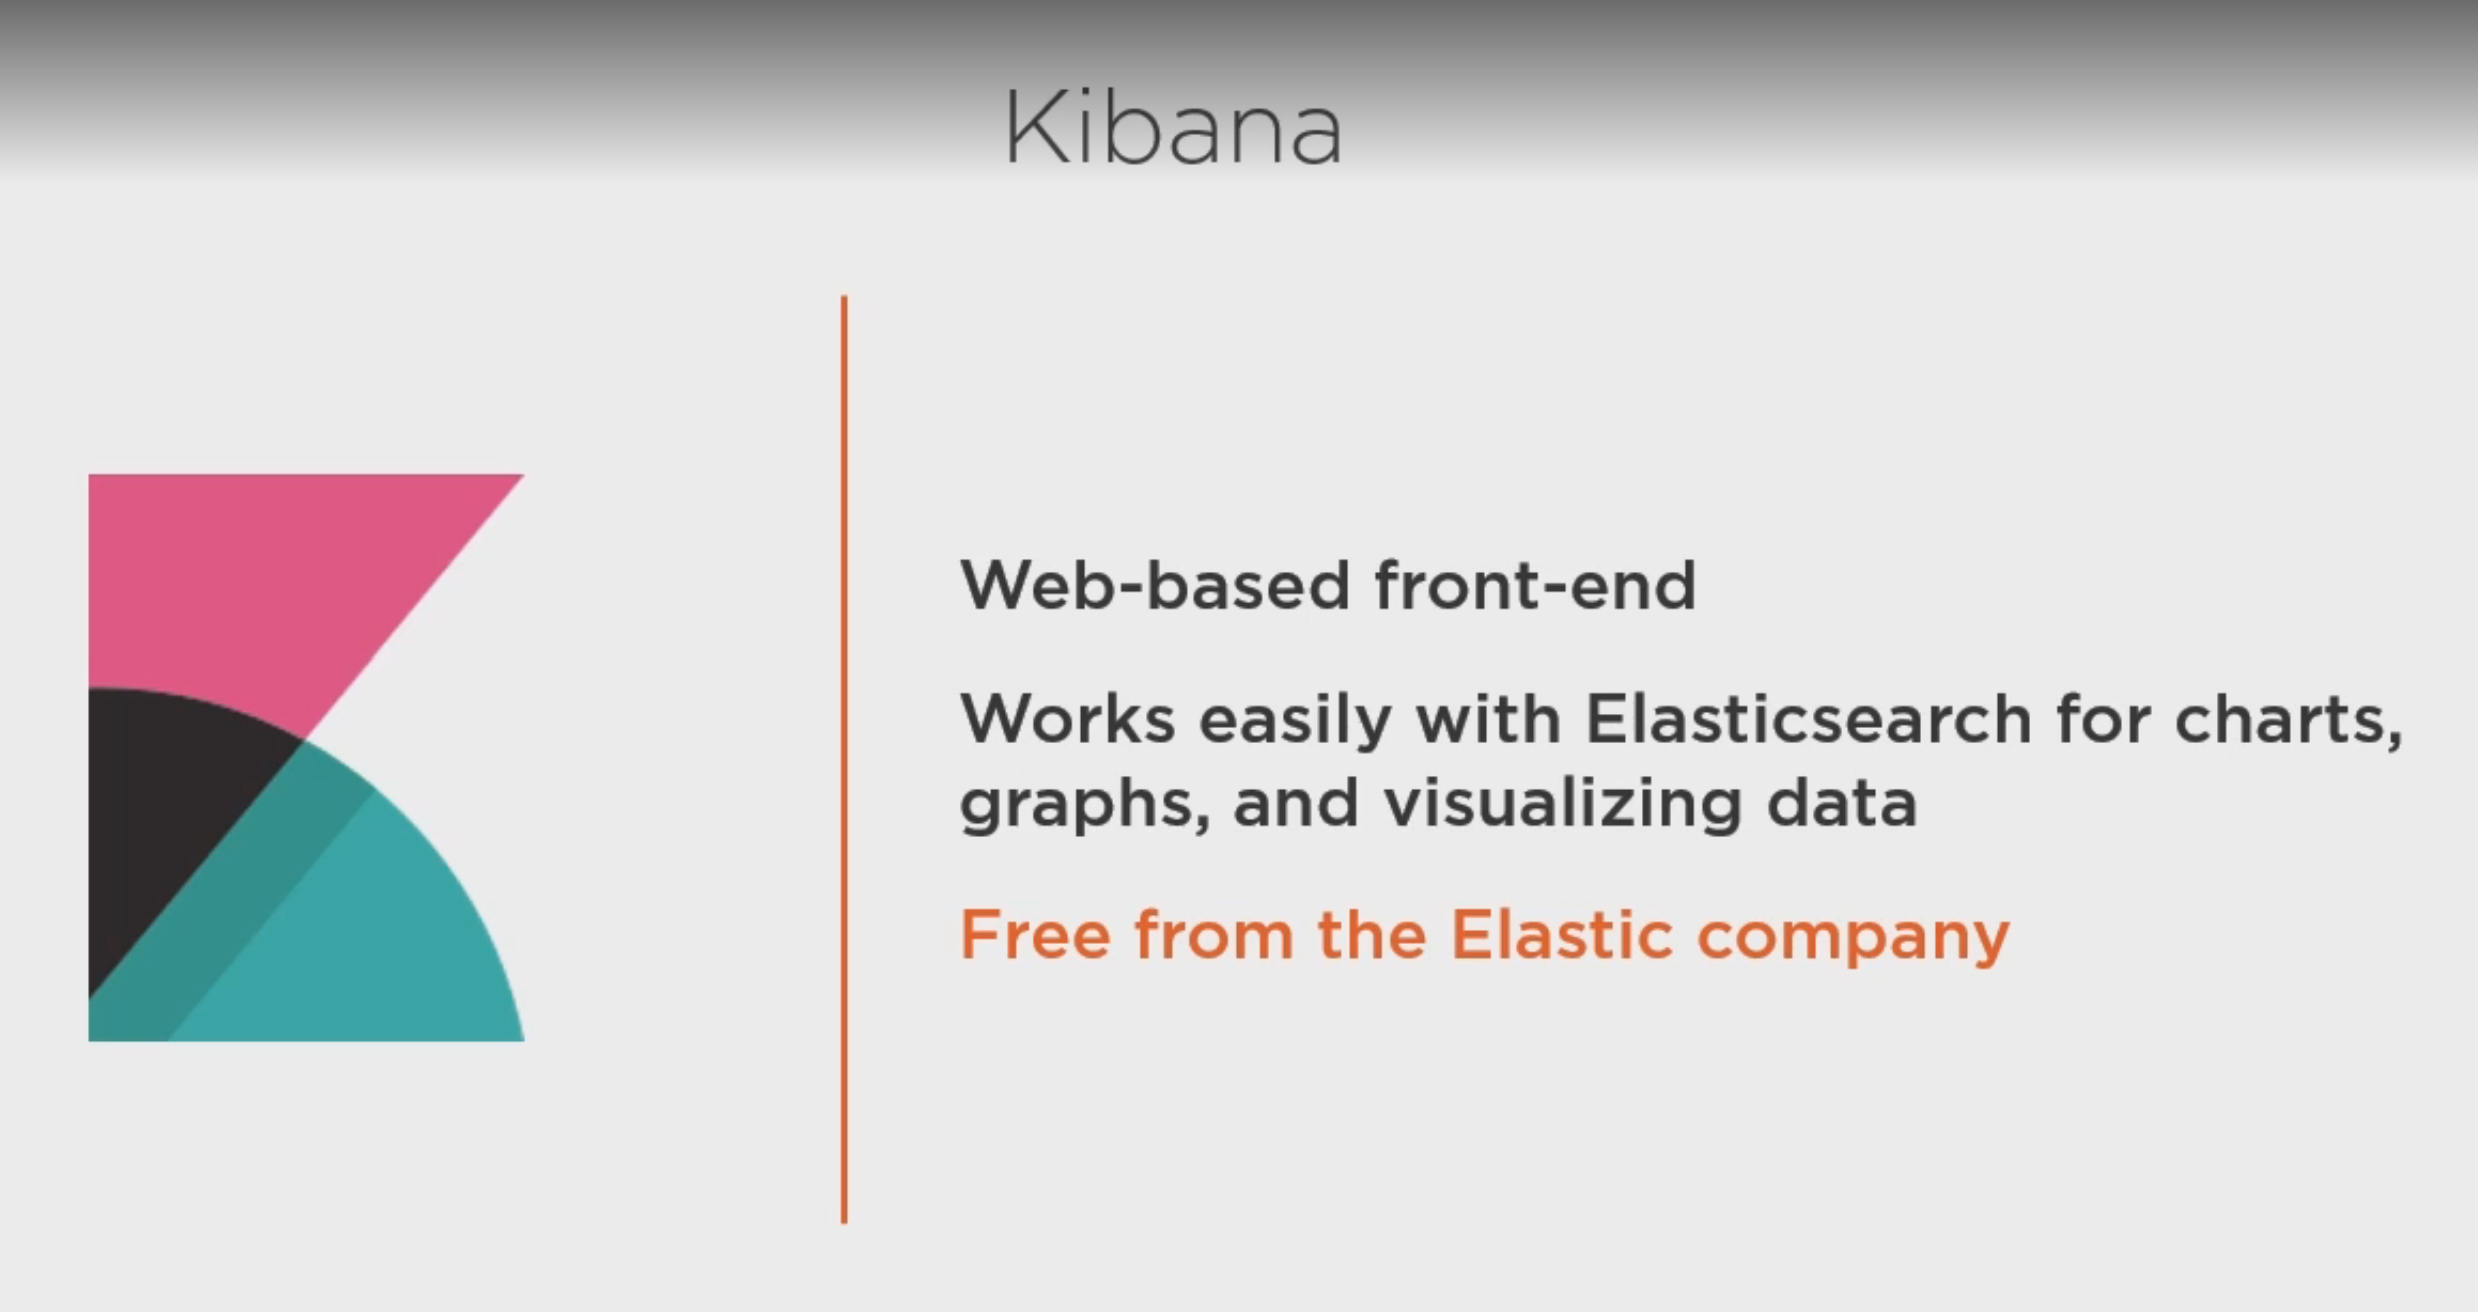 Kibana
Web-based front-end
Works easily with Elasticsearch for charts,
graphs, and visualizing data
Free from the Elastic company